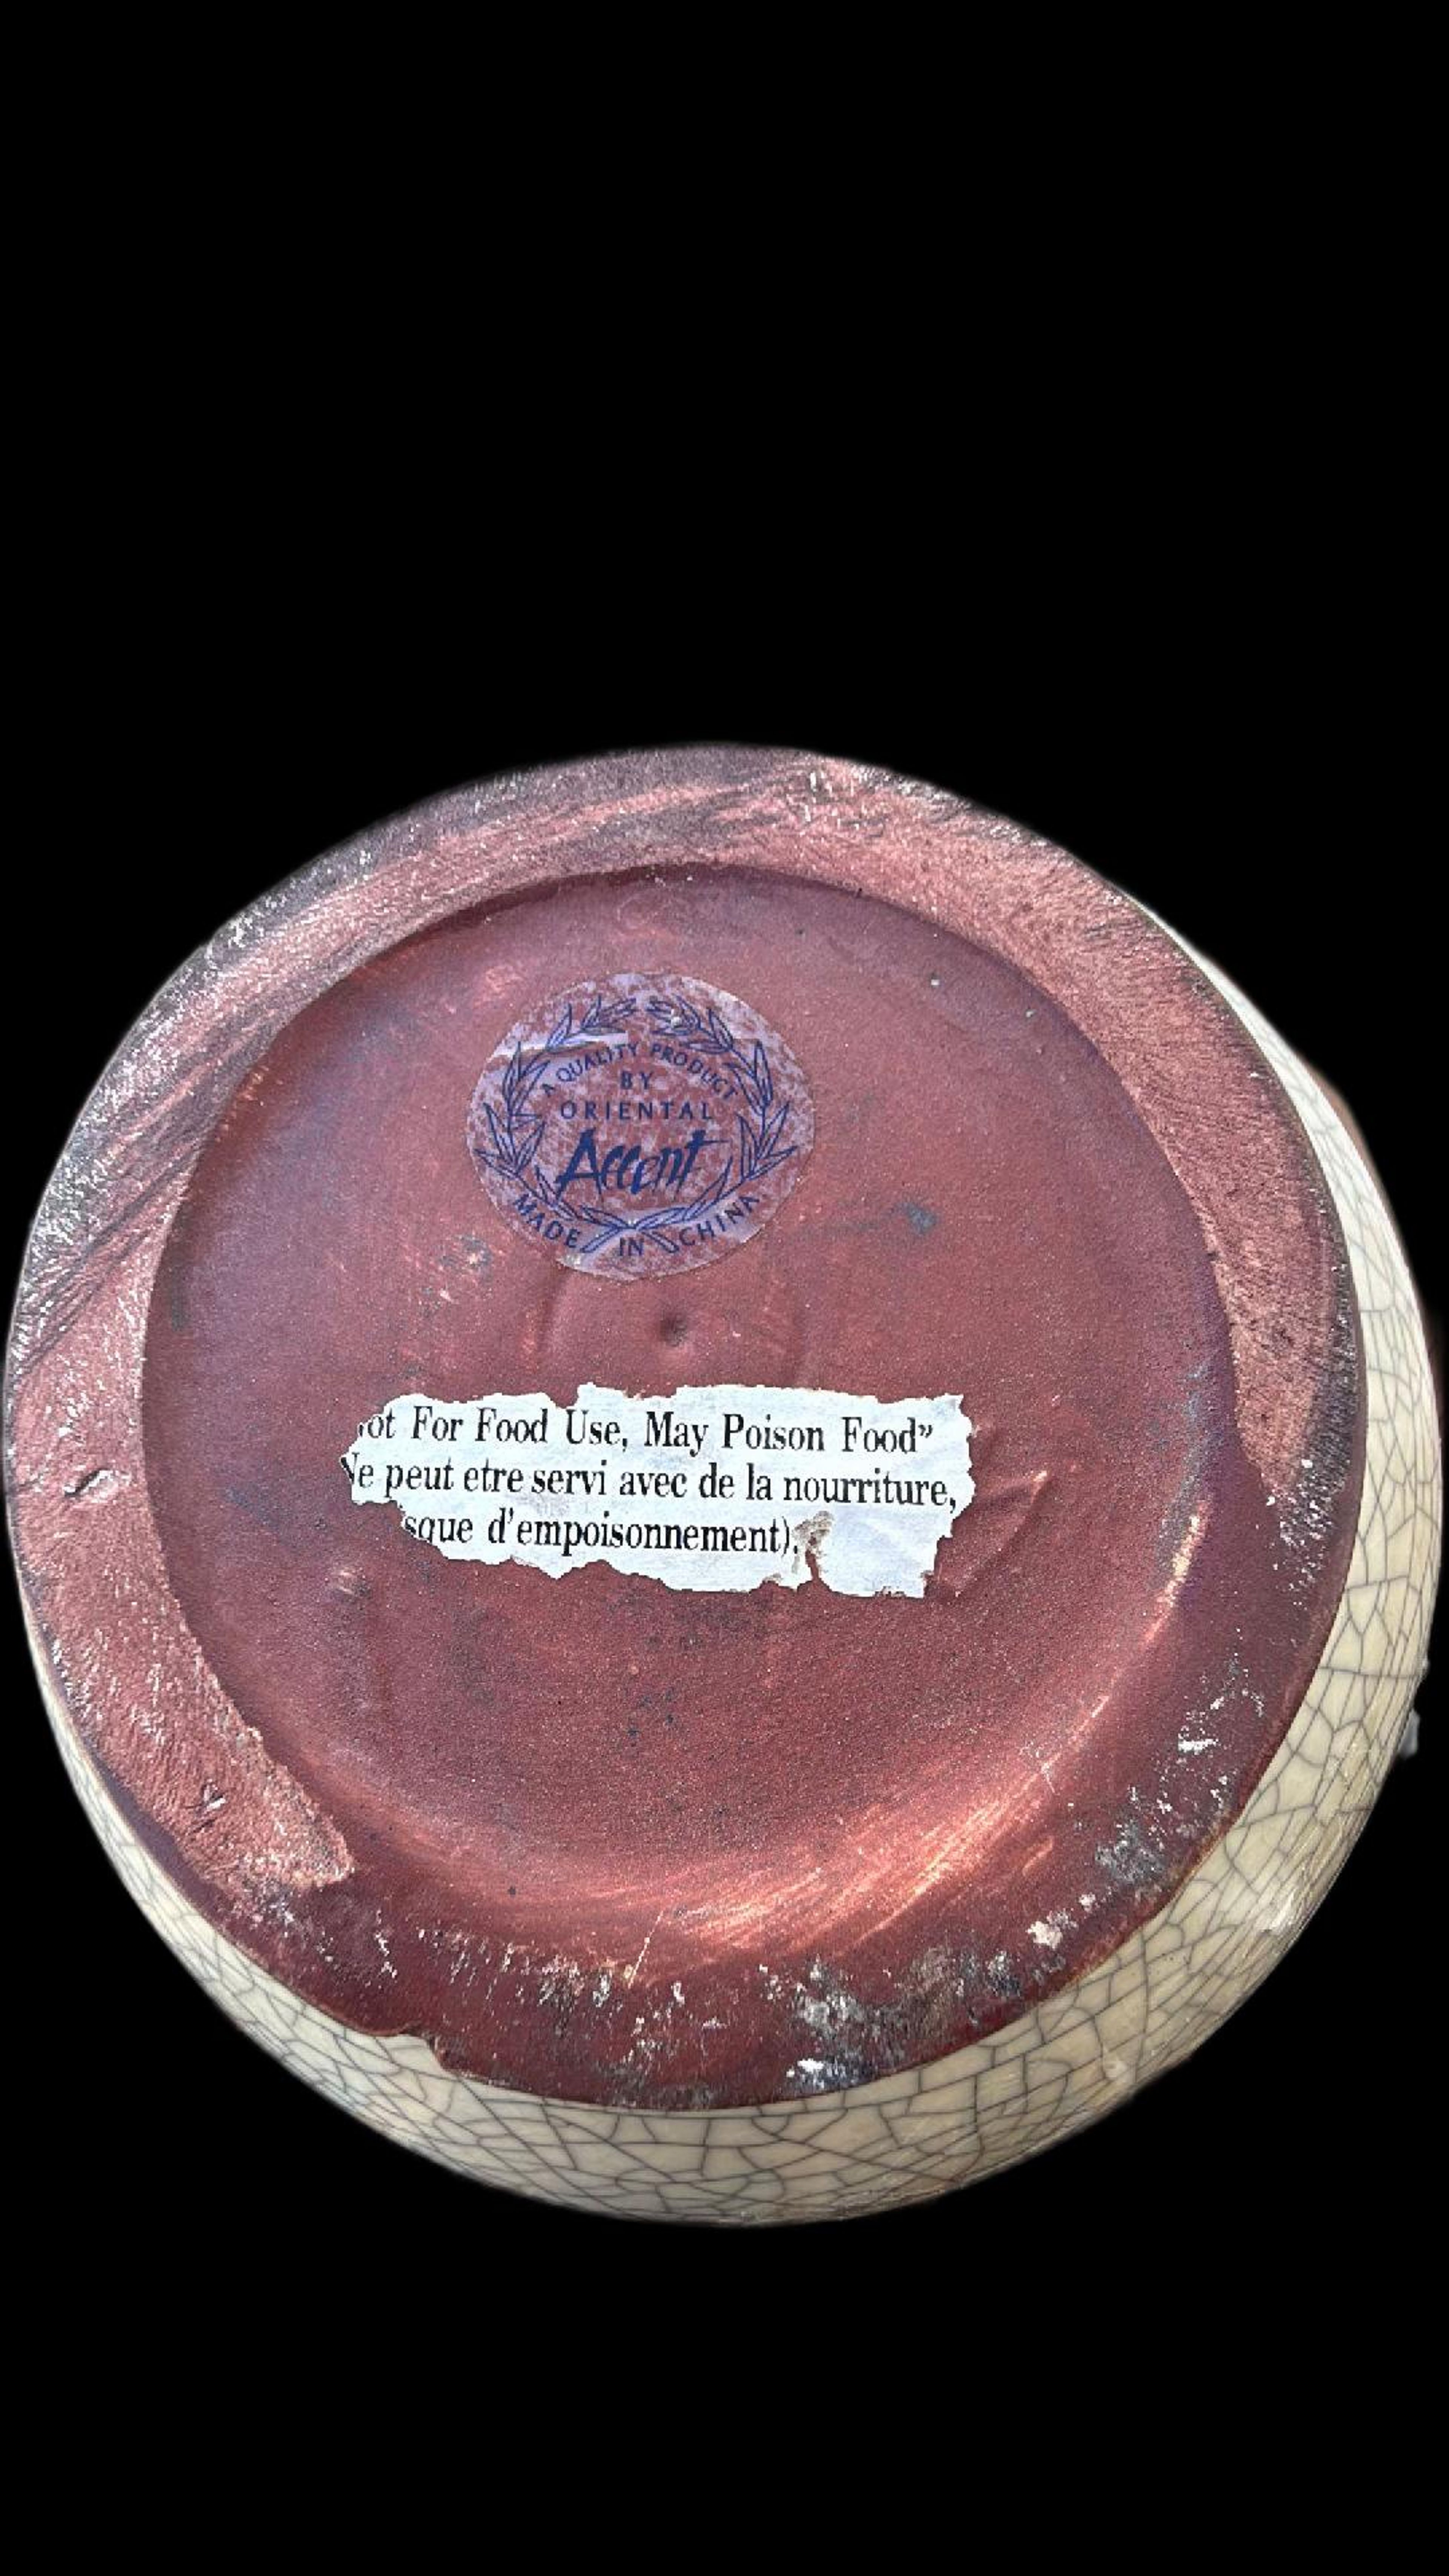 A QUALITY PRODUCT
BY
ORIENTAL
Accent
MADE IN CHINA
ot For Food Use, May Poison Food”
Ne peut etre servi avec de la nourriture,
sque d’empoisonnement).